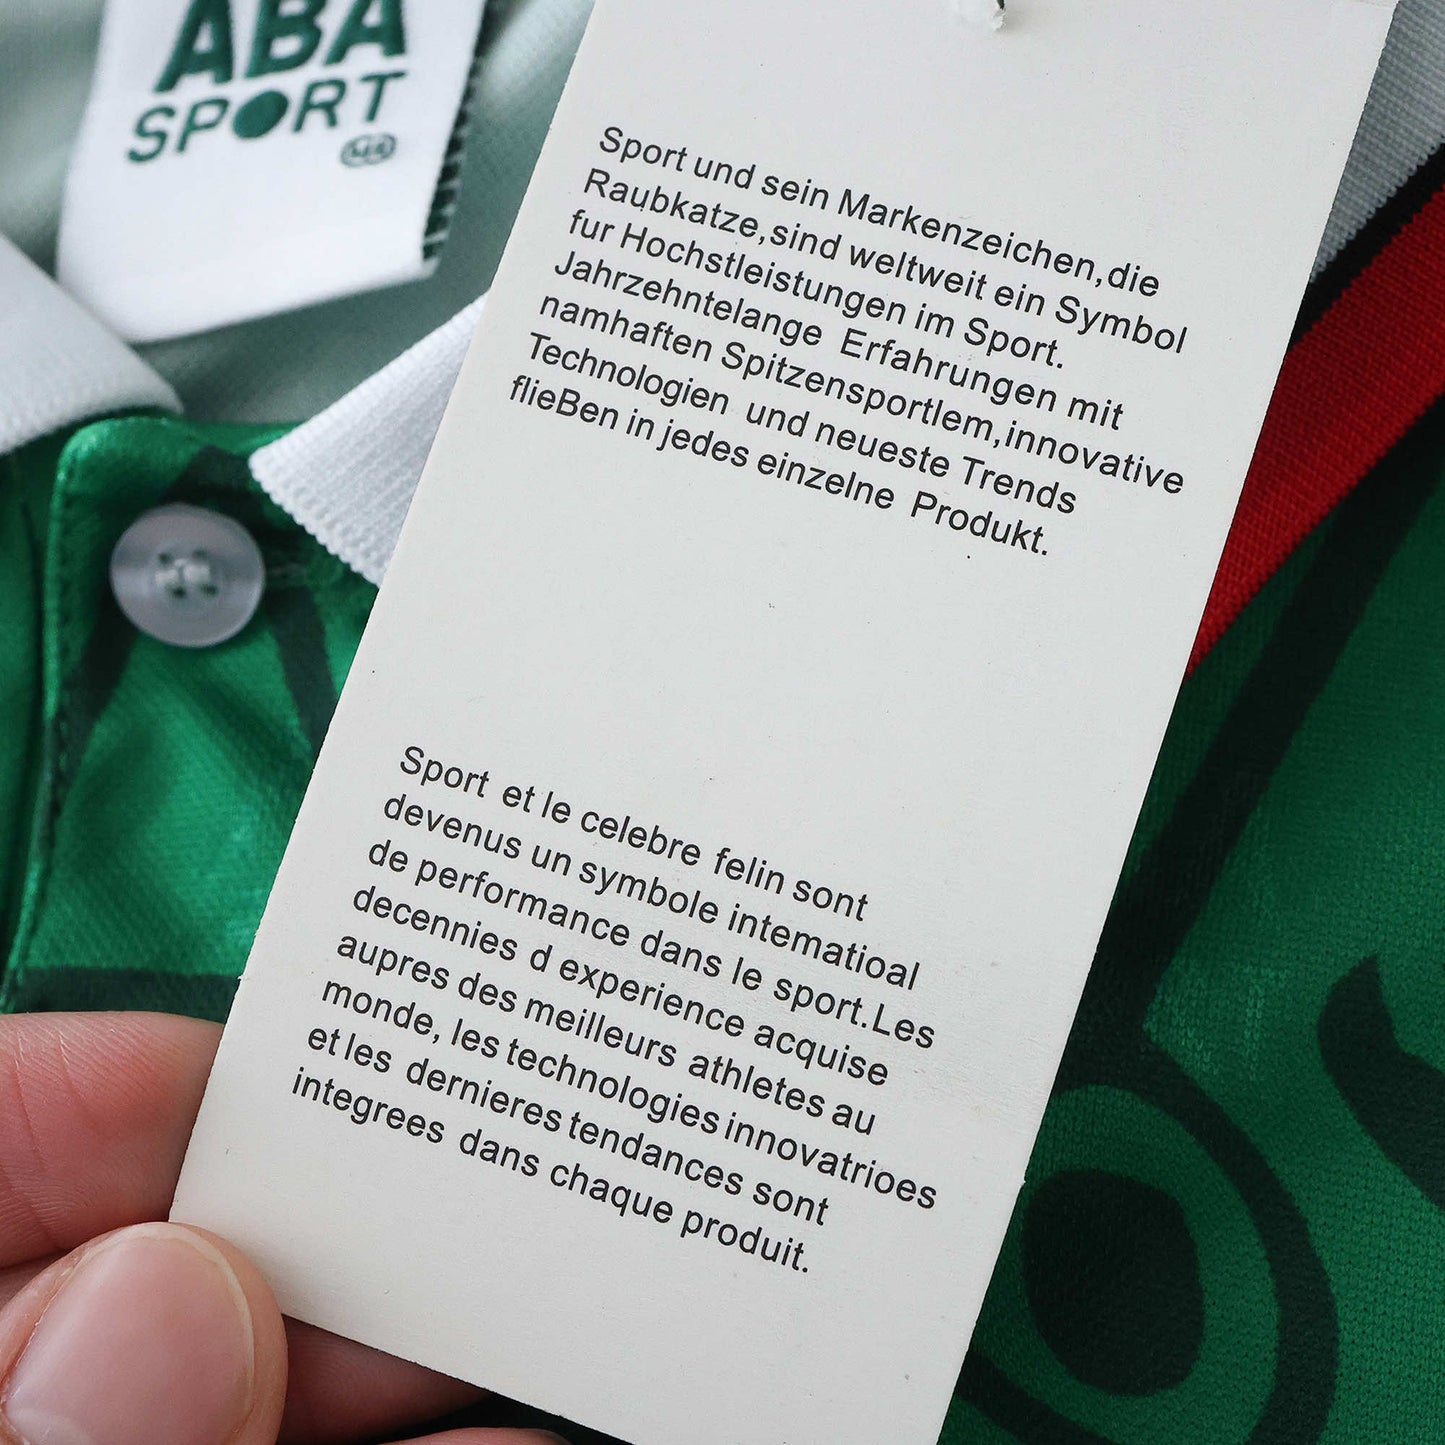 ABA
SPORT
Sport und sein Markenzeichen,die
Raubkatze,sind weltweit ein Symbol
fur Hochstleistungen im Sport.
Jahrzehntelange Erfahrungen mit
namhaften Spitzensportlem,innovative
Technologien und neueste Trends
flieBen in jedes einzelne Produkt.
Sport et le celebre felin sont
devenus un symbole intematioal
de performance dans le sport.Les
decennies d experience acquise
aupres des meilleurs athletes au
monde, les technologies innovatrioes
et les dernieres tendances sont
integrees dans chaque produit.